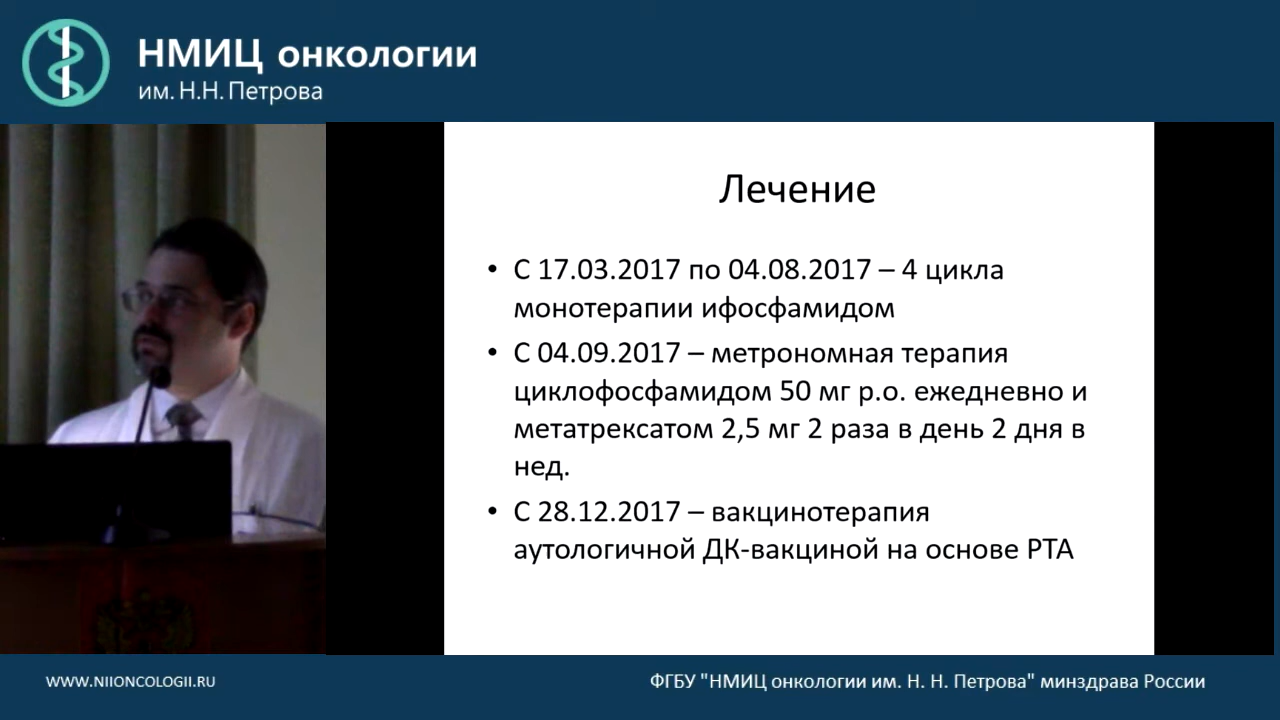 НМИЦ онкологии
им. Н.Н. Петрова
Лечение
• С 17.03.2017 по 04.08.2017 – 4 цикла
монотерапии ифосфамидом
• С 04.09.2017 – метрономная терапия
циклофосфамидом 50 мг р.о. ежедневно и
метатрексатом 2,5 мг 2 раза в день 2 дня в
нед.
• С 28.12.2017 – вакцинотерапия
аутологичной ДК-вакциной на основе РТА
WWW.NIIONCOLOGII.RU
ФГБУ "НМИЦ онкологии им. Н. Н. Петрова" минздрава России